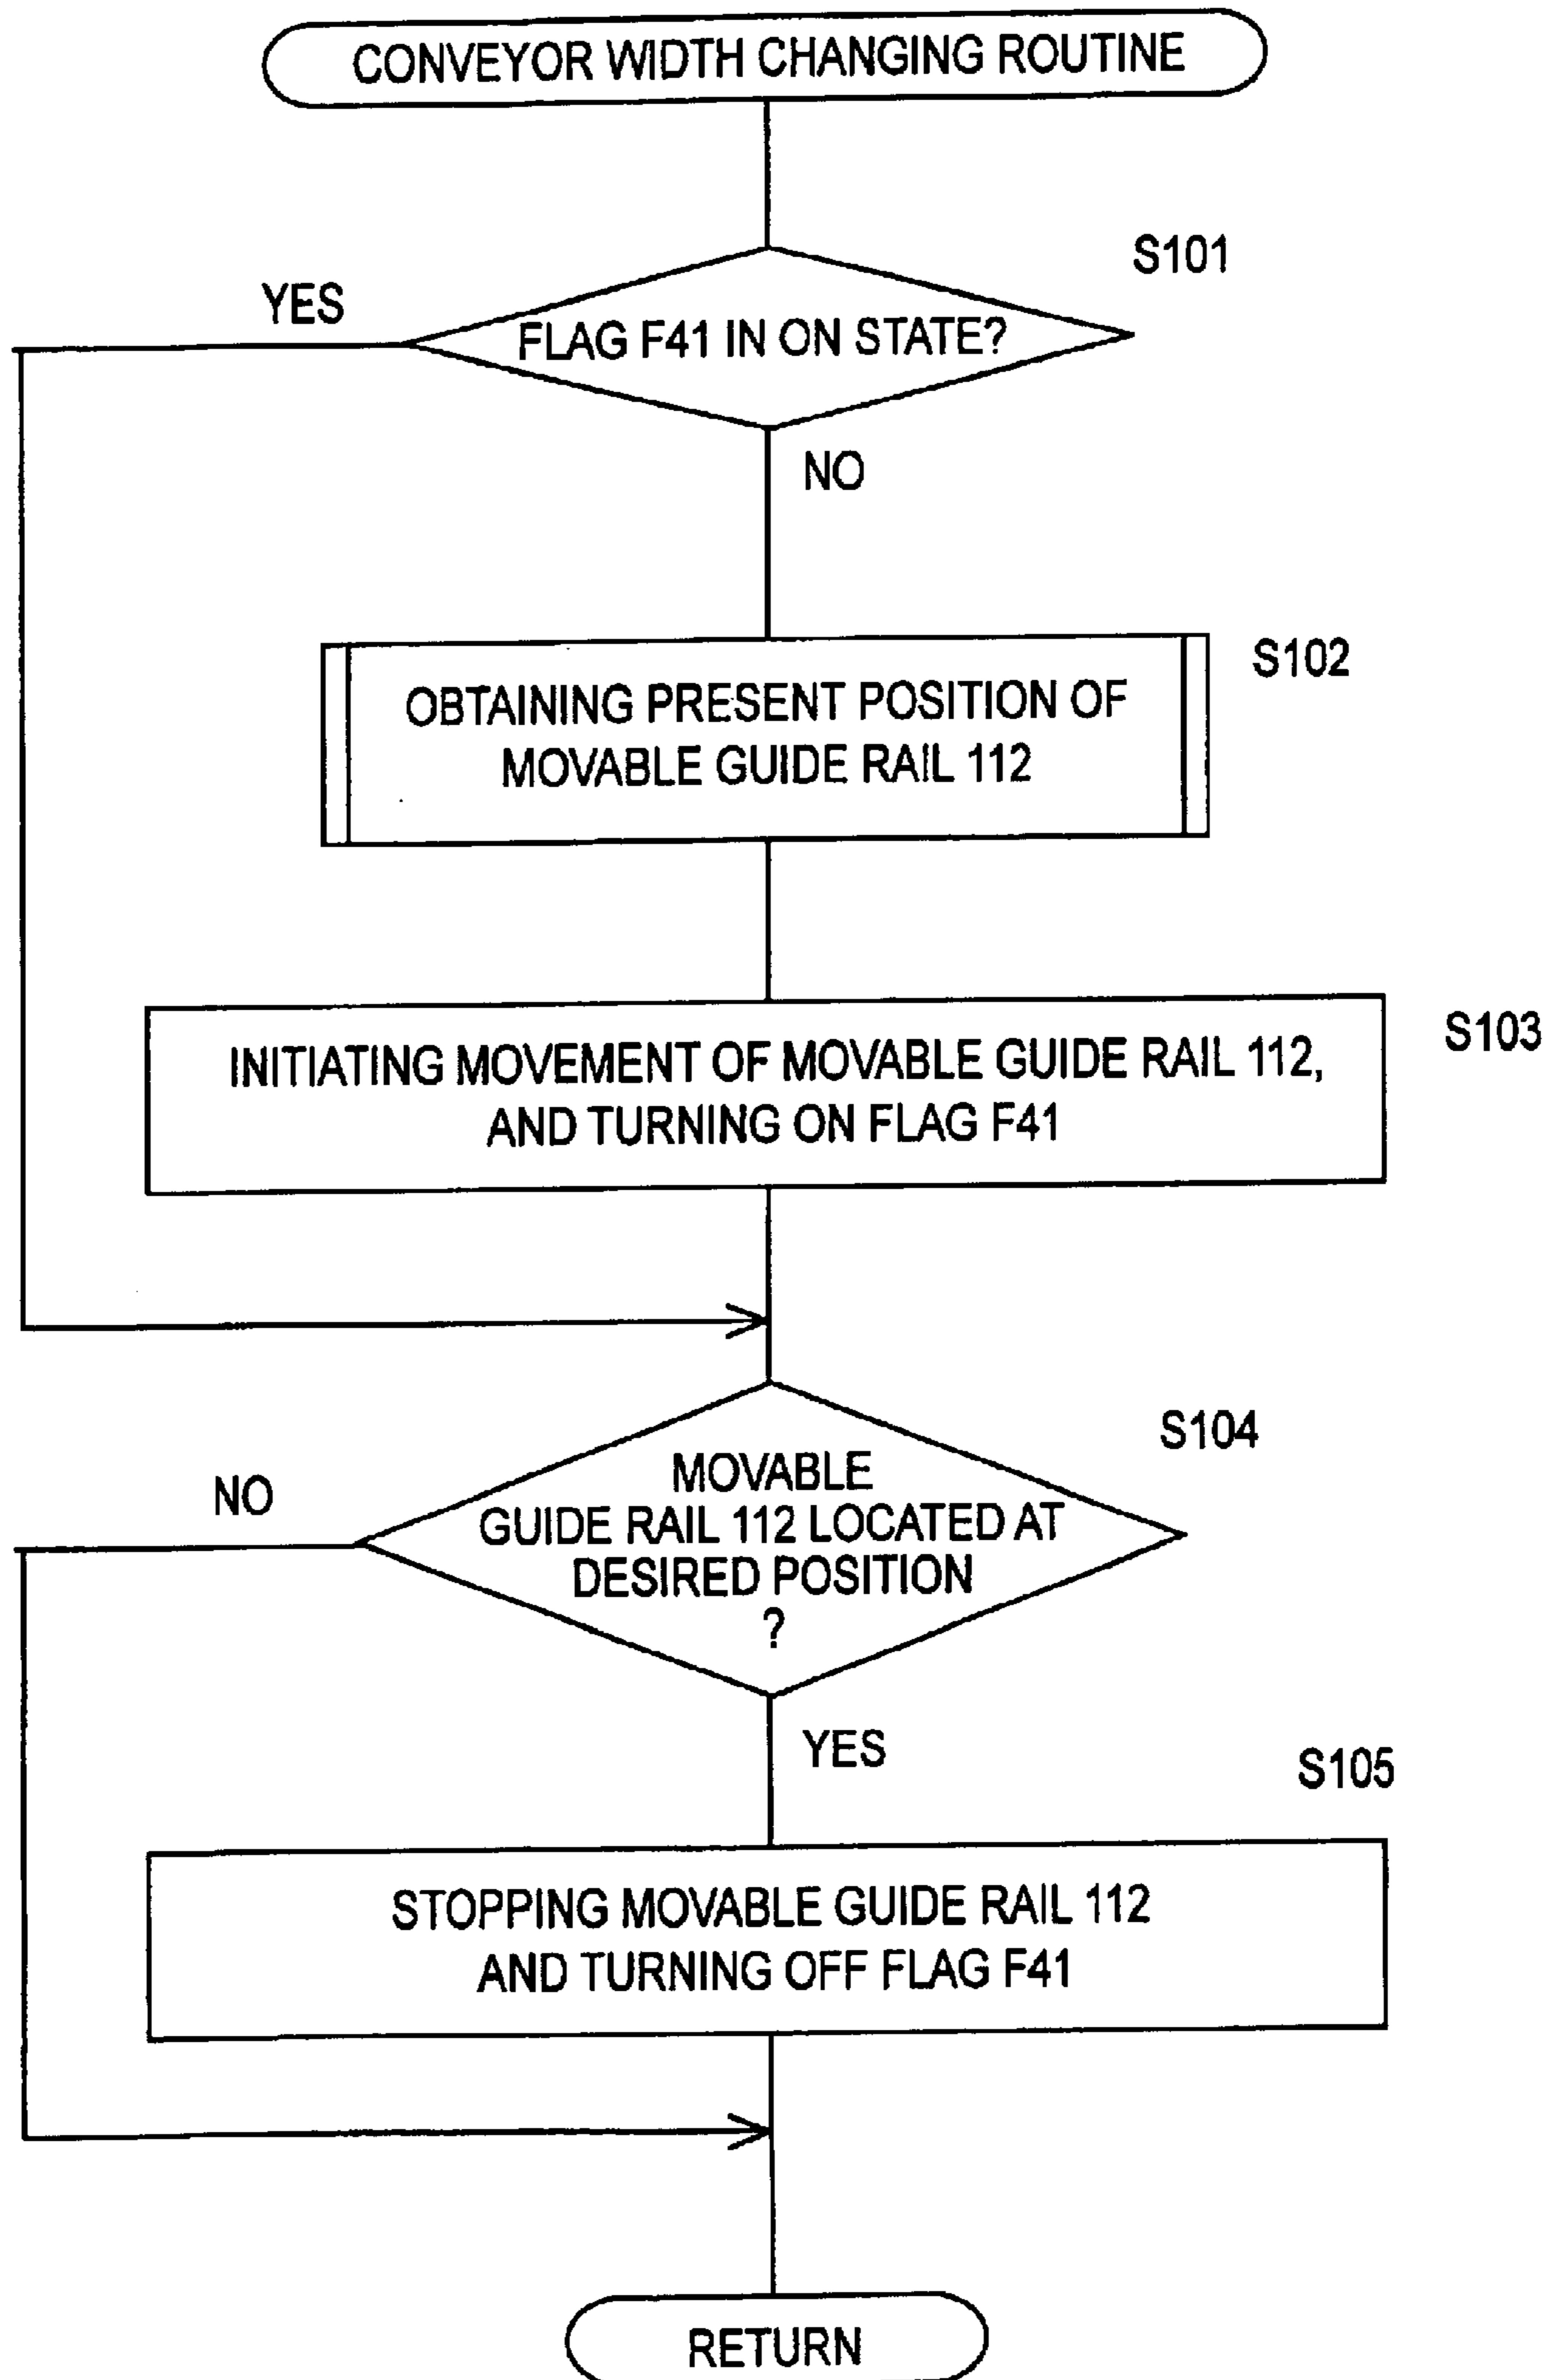 CONVEYOR WIDTH CHANGING ROUTINE
S101
YES
FLAG F41 IN ON STATE?
NO
S102
OBTAINING PRESENT POSITION OF
MOVABLE GUIDE RAIL 112
S103
INITIATING MOVEMENT OF MOVABLE GUIDE RAIL 112,
AND TURNING ON FLAG F41
S104
NO
MOVABLE
GUIDE RAIL 112 LOCATED AT
DESIRED POSITION
?
YES
S105
STOPPING MOVABLE GUIDE RAIL 112
AND TURNING OFF FLAG F41
RETURN